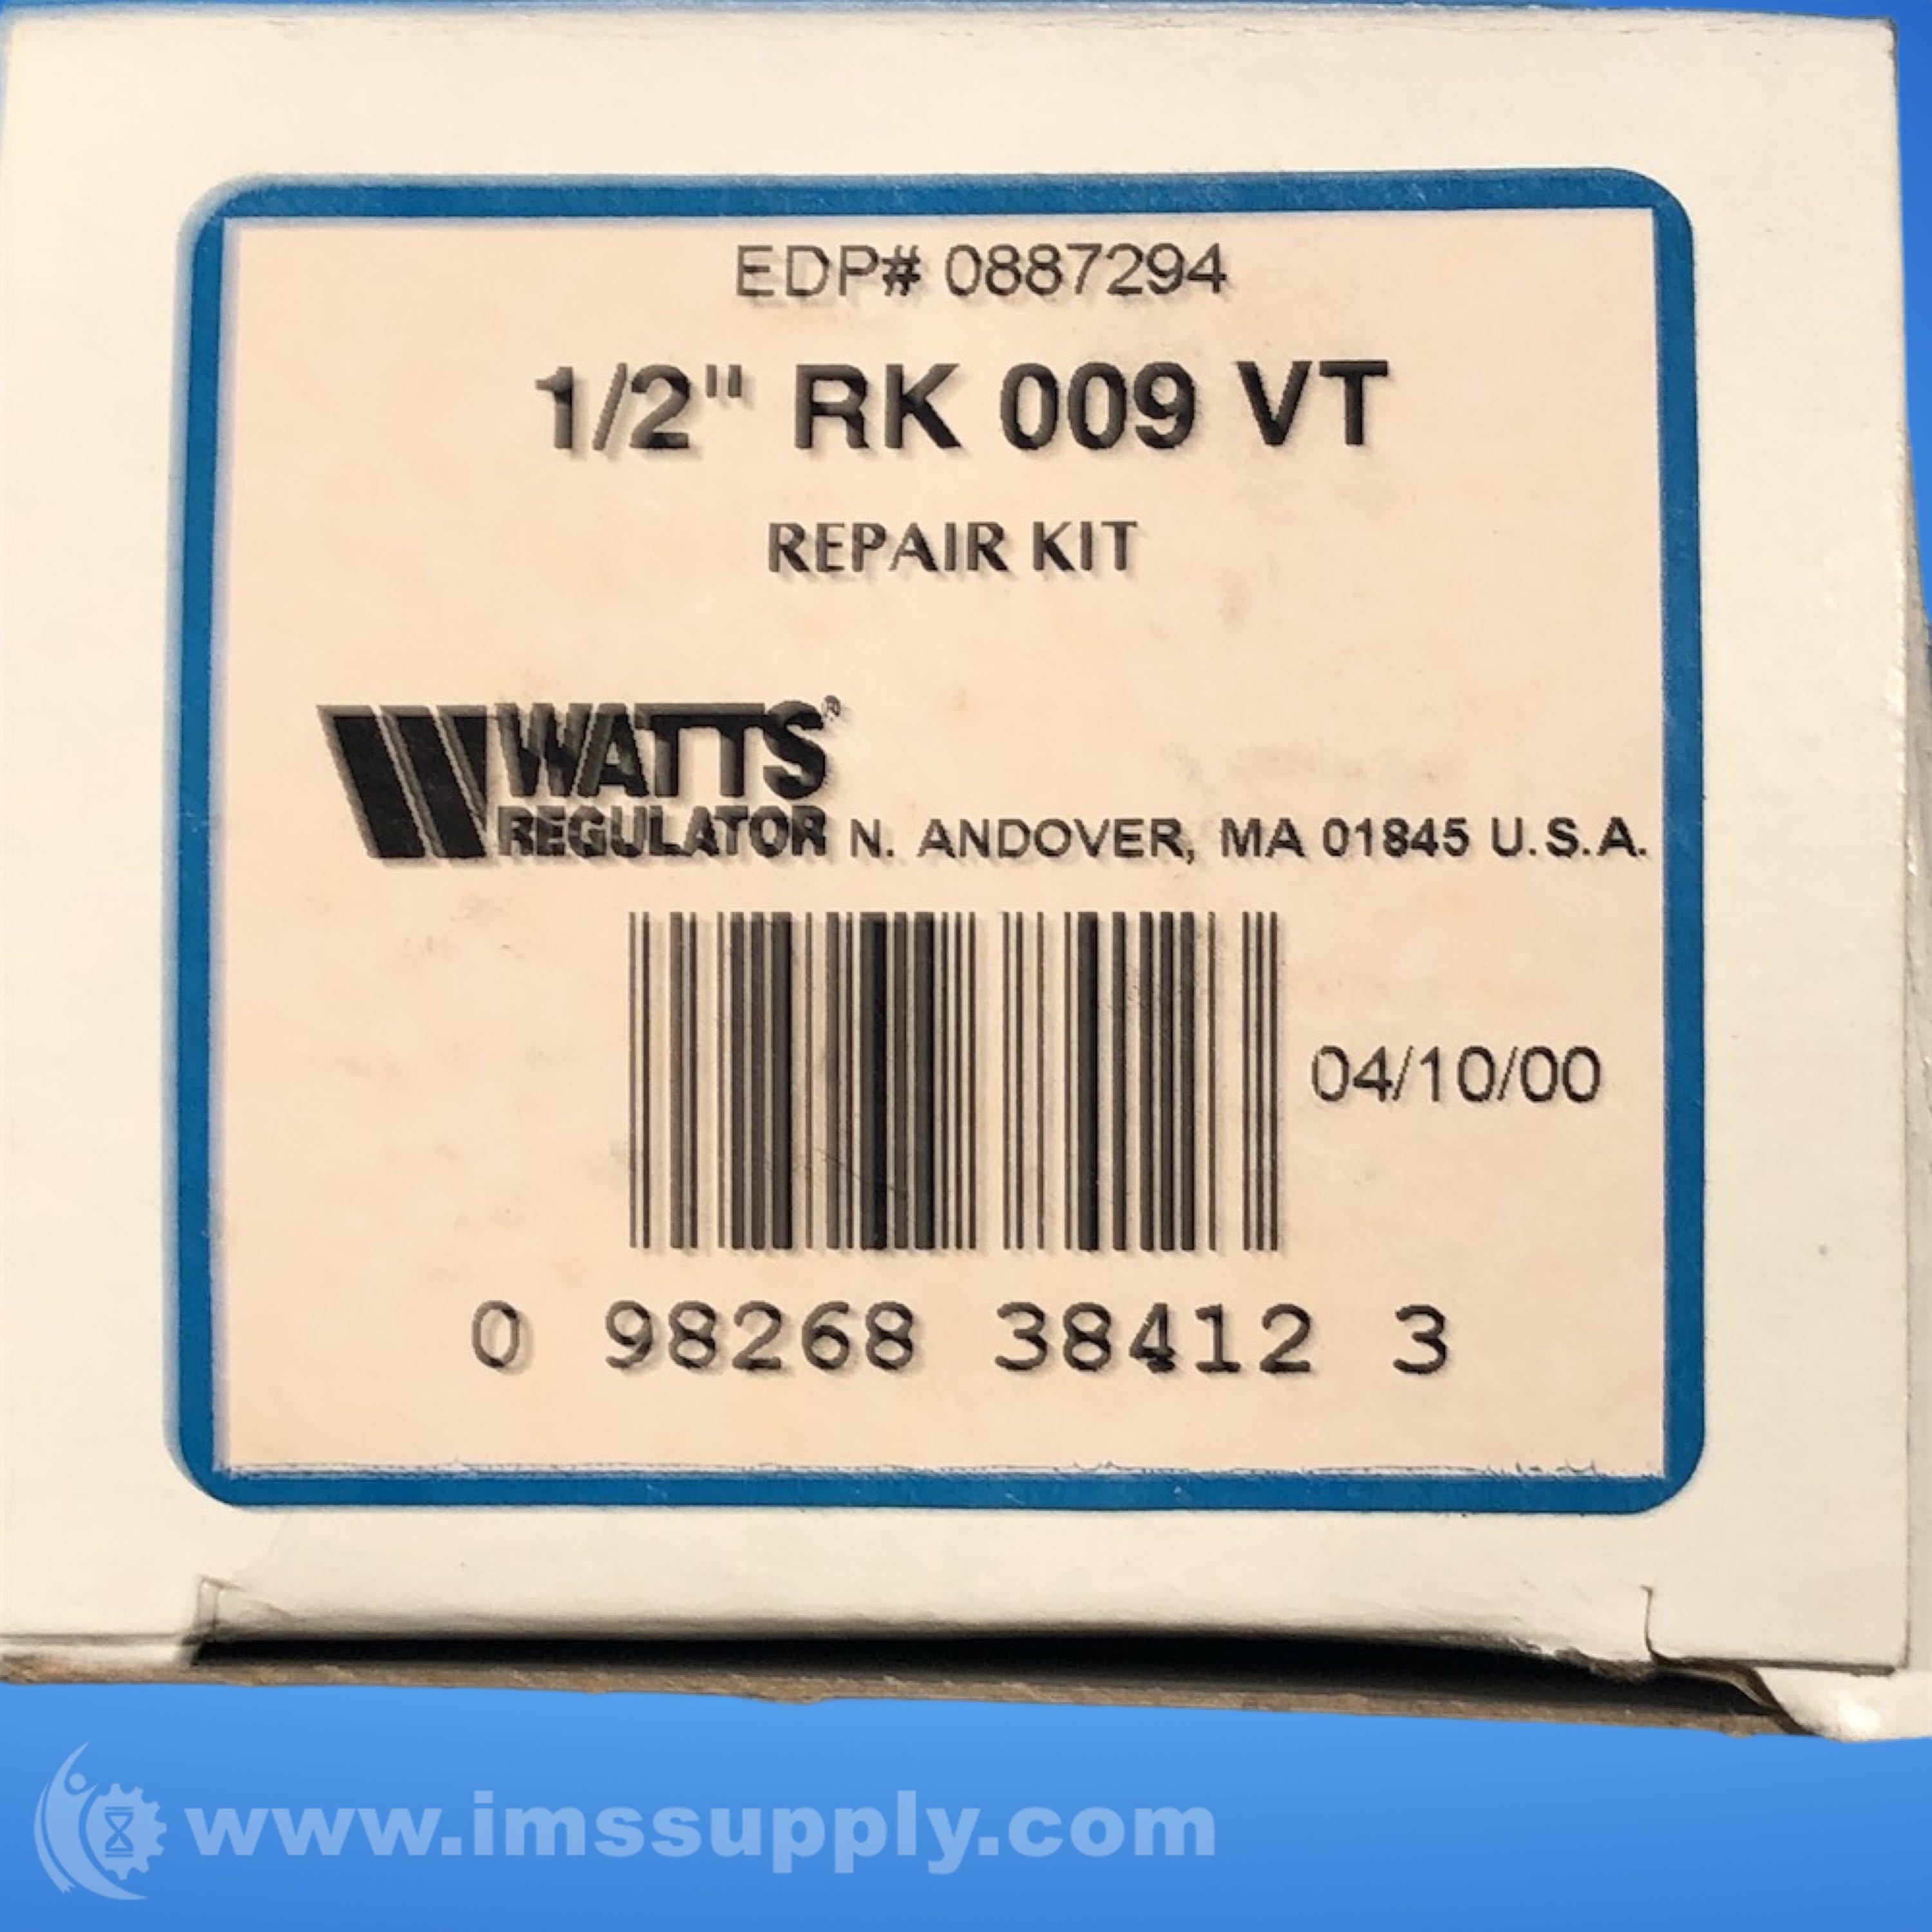 EDP# 0887294
1/2" RK 009 VT
REPAIR KIT
WATTS®
REGULATOR N. ANDOVER, MA 01845 U.S.A.
04/10/00
0 98268 38412 3
www.imssupply.com